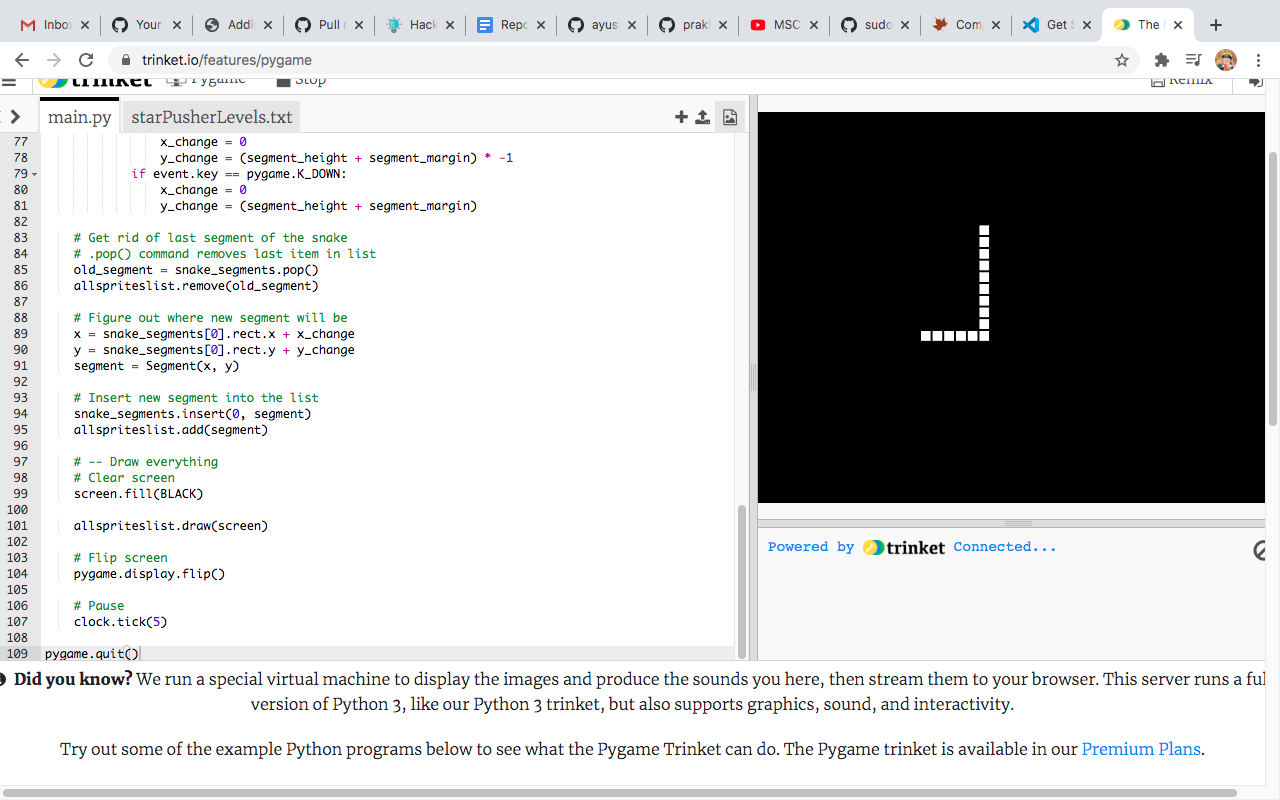 Inbo
Your
Addi
Pull r
Hack
Repo
ayus
prakl
MSC
sudo
Com
Get S
The
trinket.io/features/pygame
trinket
Pygame
Stop
Remix
main.py
starPusherLevels.txt
77 x_change = 0
78 y_change = (segment_height + segment_margin) * -1
79 if event.key == pygame.K_DOWN:
80 x_change = 0
81 y_change = (segment_height + segment_margin)
82
83 # Get rid of last segment of the snake
84 # .pop() command removes last item in list
85 old_segment = snake_segments.pop()
86 allspriteslist.remove(old_segment)
87
88 # Figure out where new segment will be
89 x = snake_segments[0].rect.x + x_change
90 y = snake_segments[0].rect.y + y_change
91 segment = Segment(x, y)
92
93 # Insert new segment into the list
94 snake_segments.insert(0, segment)
95 allspriteslist.add(segment)
96
97 # -- Draw everything
98 # Clear screen
99 screen.fill(BLACK)
100
101 allspriteslist.draw(screen)
102
103 # Flip screen
104 pygame.display.flip()
105
106 # Pause
107 clock.tick(5)
108
109 pygame.quit()
Powered by trinket Connected...
Did you know? We run a special virtual machine to display the images and produce the sounds you here, then stream them to your browser. This server runs a ful
version of Python 3, like our Python 3 trinket, but also supports graphics, sound, and interactivity.
Try out some of the example Python programs below to see what the Pygame Trinket can do. The Pygame trinket is available in our Premium Plans.